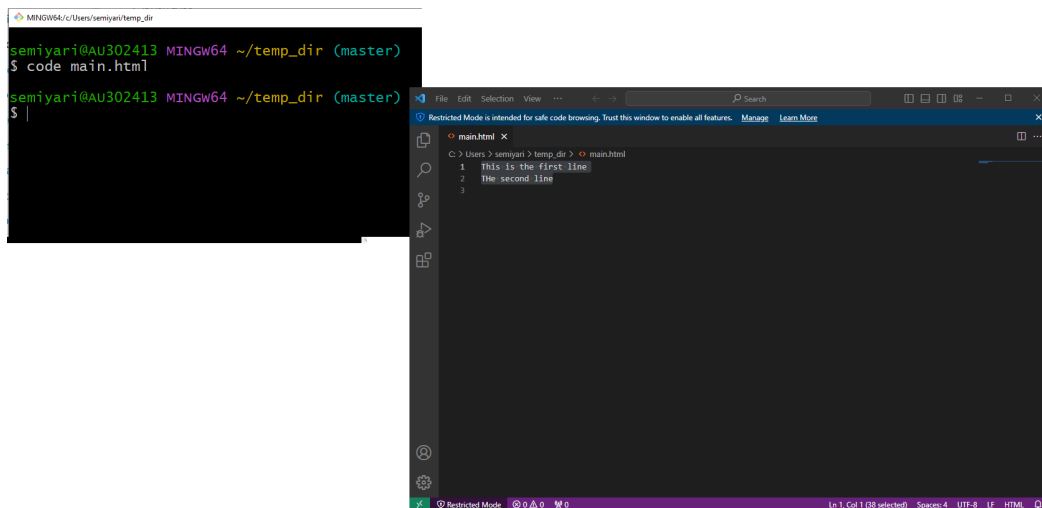 MINGW64:/c/Users/semiyari/temp_dir
semiyari@AU302413 MINGW64 ~/temp_dir (master)
$ code main.html
semiyari@AU302413 MINGW64 ~/temp_dir (master)
$
File Edit Selection View ··· Search
Restricted Mode is intended for safe code browsing. Trust this window to enable all features. Manage Learn More
main.html
C: > Users > semiyari > temp_dir > main.html
1 This is the first line
2 THe second line
3
Restricted Mode 0 0 0 Ln 1, Col 1 (38 selected) Spaces: 4 UTF-8 LF HTML